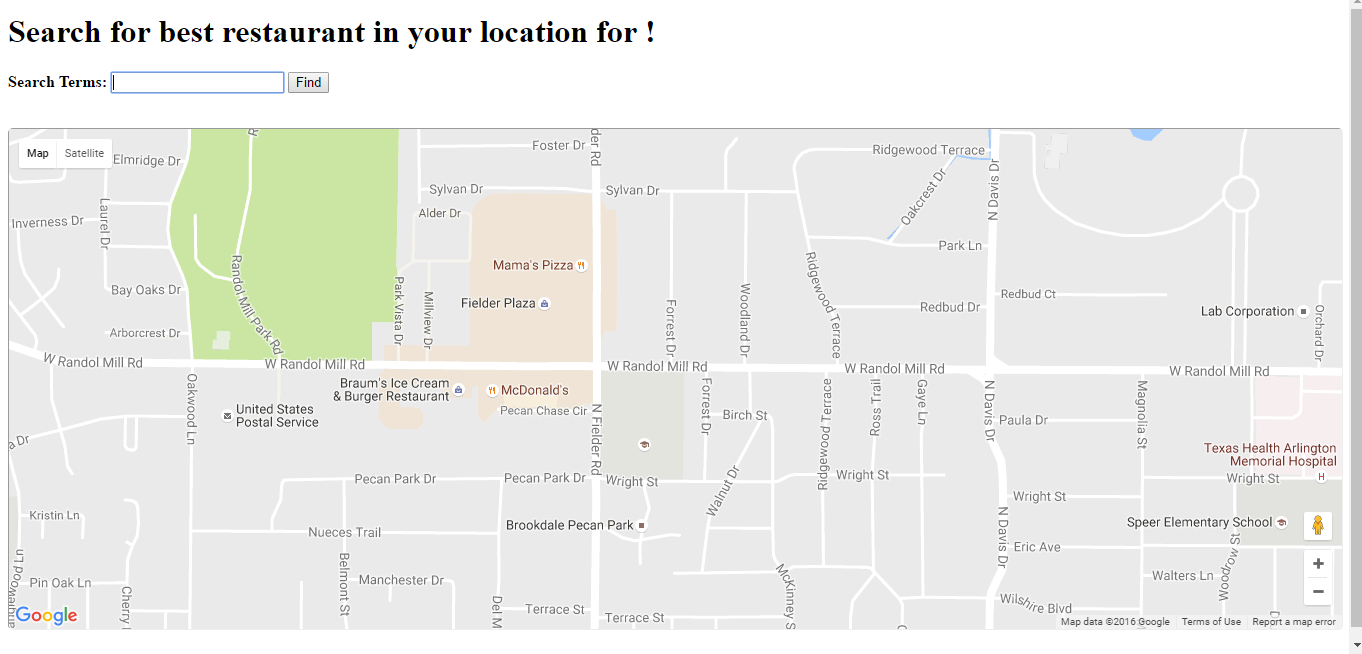 Search for best restaurant in your location for !
Search Terms:
Find
Map
Satellite
Elmridge Dr
Foster Dr
der Rd
Ridgewood Terrace
N Davis Dr
Sylvan Dr
Sylvan Dr
Oakcrest Dr
Laurel Dr
Inverness Dr
Alder Dr
Park Ln
Mama's Pizza
Randol Mill Park Rd
Ridgewood Terrace
Bay Oaks Dr
Park Vista Dr
Millview Dr
Fielder Plaza
Forrest Dr
Woodland Dr
Redbud Dr
Redbud Ct
Lab Corporation
Orchard Dr
Arborcrest Dr
W Randol Mill Rd
W Randol Mill Rd
W Randol Mill Rd
W Randol Mill Rd
W Randol Mill Rd
Oakwood Ln
Braum's Ice Cream
& Burger Restaurant
McDonald's
Pecan Chase Cir
United States
Postal Service
N Fielder Rd
Forrest Dr
Birch St
Ridgewood Terrace
Ross Trail
Gaye Ln
N Davis Dr
Paula Dr
Magnolia St
a Dr
Texas Health Arlington
Memorial Hospital
H
Pecan Park Dr
Pecan Park Dr
Wright St
Walnut Dr
Wright St
Wright St
Wright St
Kristin Ln
Nueces Trail
Brookdale Pecan Park
N Davis Dr
Speer Elementary School
Eric Ave
Woodrow St
Pin Oak Ln
Cherry
Belmont St
Manchester Dr
Del M
Terrace St
Terrace St
McKinney S
Walters Ln
Wilshire Blvd
Google
Map data ©2016 Google
Terms of Use
Report a map error